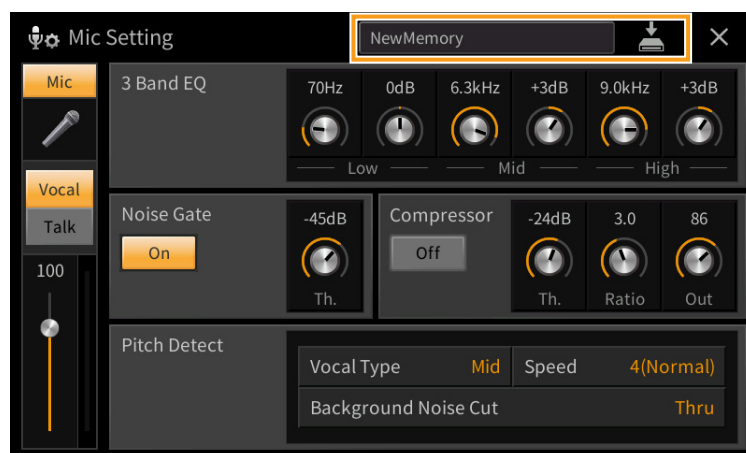 Mic Setting
NewMemory
Mic
Vocal
Talk
100
3 Band EQ
70Hz 0dB 6.3kHz +3dB 9.0kHz +3dB
Low Mid High
Noise Gate
On
-45dB
Th.
Compressor
Off
-24dB 3.0 86
Th. Ratio Out
Pitch Detect
Vocal Type Mid Speed 4(Normal)
Background Noise Cut Thru